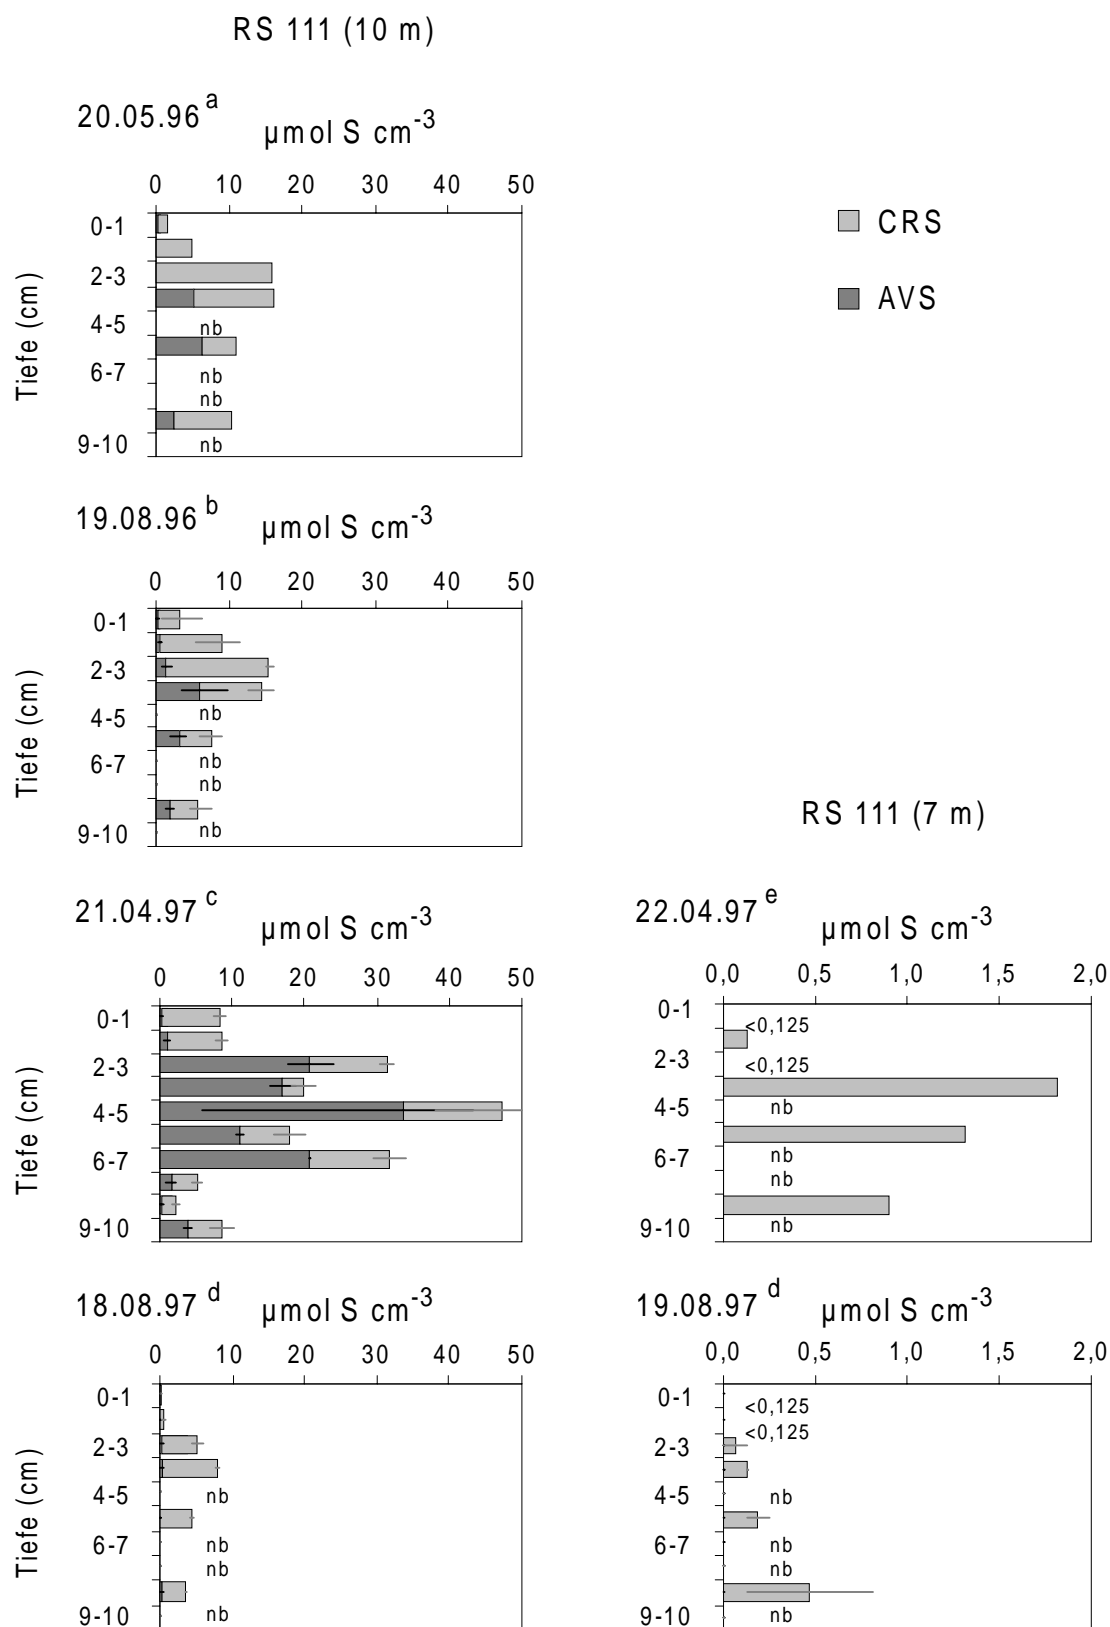 RS 111 (10 m)
20.05.96 a
µmol S cm-3
0 10 20 30 40 50
CRS
AVS
Tiefe (cm)
0-1
2-3
4-5
nb
6-7
nb
nb
9-10
nb
19.08.96 b
µmol S cm-3
0 10 20 30 40 50
Tiefe (cm)
0-1
2-3
4-5
nb
6-7
nb
nb
9-10
nb
21.04.97 c
µmol S cm-3
0 10 20 30 40 50
Tiefe (cm)
0-1
2-3
4-5
6-7
9-10
18.08.97 d
µmol S cm-3
0 10 20 30 40 50
Tiefe (cm)
0-1
2-3
4-5
nb
6-7
nb
nb
9-10
nb
RS 111 (7 m)
22.04.97 e
µmol S cm-3
0,0 0,5 1,0 1,5 2,0
0-1
<0,125
2-3
<0,125
4-5
nb
6-7
nb
nb
9-10
nb
19.08.97 d
µmol S cm-3
0,0 0,5 1,0 1,5 2,0
0-1
<0,125
<0,125
2-3
4-5
nb
6-7
nb
nb
9-10
nb